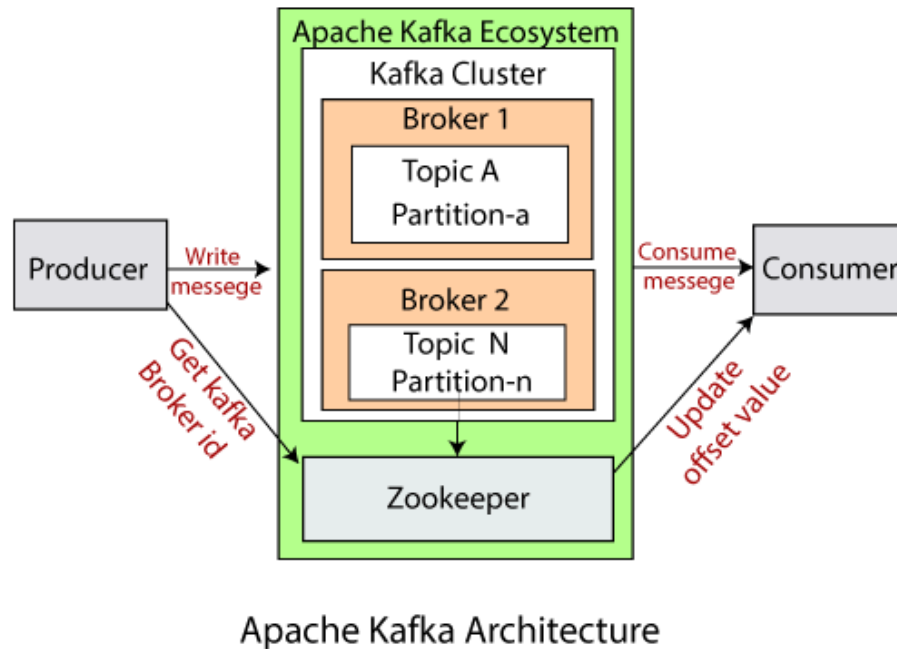 Apache Kafka Ecosystem
Kafka Cluster
Broker 1
Topic A
Partition-a
Producer
Write
messege
Consume
messege
Consumer
Broker 2
Topic N
Partition-n
Get kafka
Broker id
Update
offset value
Zookeeper
Apache Kafka Architecture